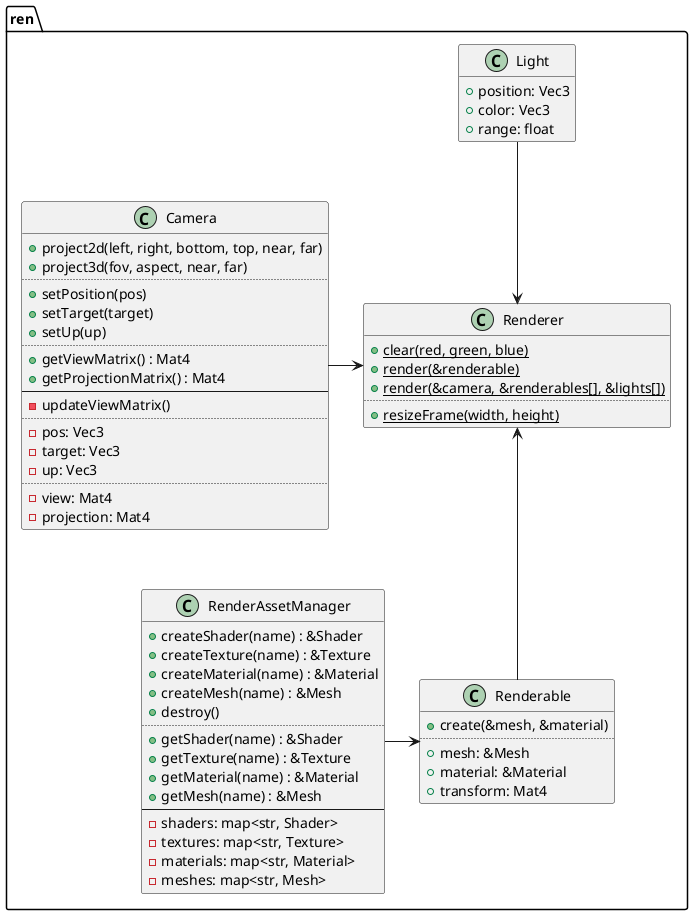 ren
C Light
position: Vec3
color: Vec3
range: float
C Camera
project2d(left, right, bottom, top, near, far)
project3d(fov, aspect, near, far)
setPosition(pos)
setTarget(target)
setUp(up)
getViewMatrix() : Mat4
getProjectionMatrix() : Mat4
updateViewMatrix()
pos: Vec3
target: Vec3
up: Vec3
view: Mat4
projection: Mat4
C Renderer
clear(red, green, blue)
render(&renderable)
render(&camera, &renderables[], &lights[])
resizeFrame(width, height)
C RenderAssetManager
createShader(name) : &Shader
createTexture(name) : &Texture
createMaterial(name) : &Material
createMesh(name) : &Mesh
destroy()
getShader(name) : &Shader
getTexture(name) : &Texture
getMaterial(name) : &Material
getMesh(name) : &Mesh
shaders: map<str, Shader>
textures: map<str, Texture>
materials: map<str, Material>
meshes: map<str, Mesh>
C Renderable
create(&mesh, &material)
mesh: &Mesh
material: &Material
transform: Mat4